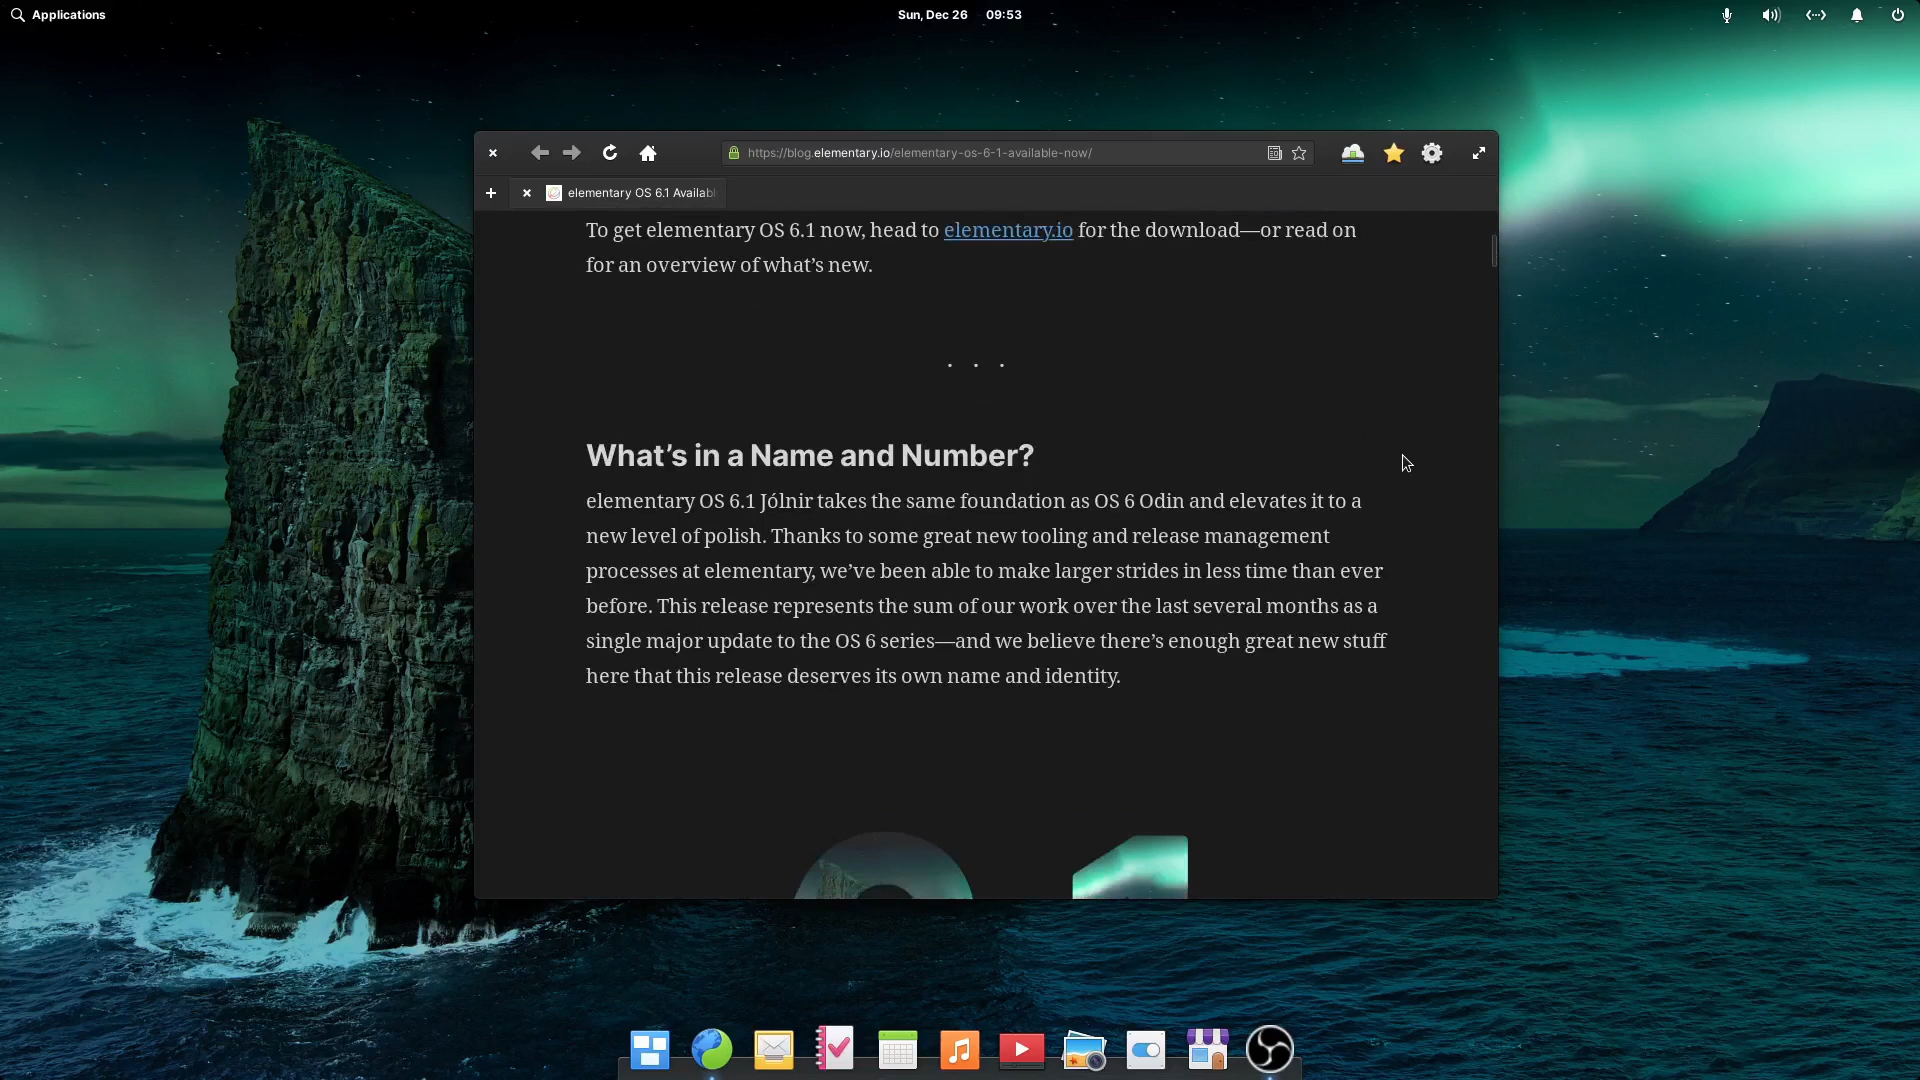 Applications
Sun, Dec 26 09:53
https://blog.elementary.io/elementary-os-6-1-available-now/
elementary OS 6.1 Availabl
To get elementary OS 6.1 now, head to elementary.io for the download—or read on
for an overview of what’s new.
. . .
What’s in a Name and Number?
elementary OS 6.1 Jólnir takes the same foundation as OS 6 Odin and elevates it to a
new level of polish. Thanks to some great new tooling and release management
processes at elementary, we’ve been able to make larger strides in less time than ever
before. This release represents the sum of our work over the last several months as a
single major update to the OS 6 series—and we believe there’s enough great new stuff
here that this release deserves its own name and identity.